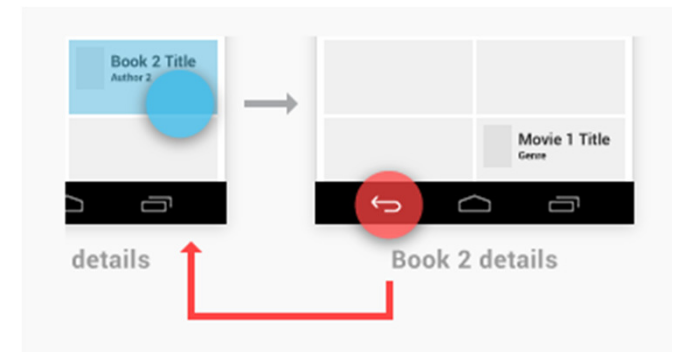 Book 2 Title
Author 2
Movie 1 Title
Genre
details
Book 2 details